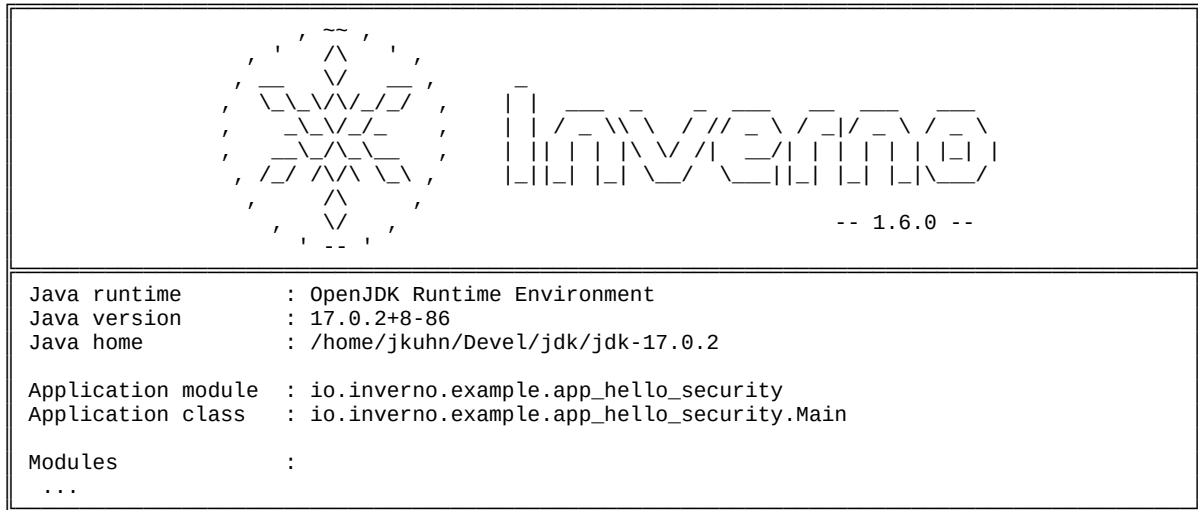 Inverno
-- 1.6.0 --
Java runtime : OpenJDK Runtime Environment
Java version : 17.0.2+8-86
Java home : /home/jkuhn/Devel/jdk/jdk-17.0.2
Application module : io.inverno.example.app_hello_security
Application class : io.inverno.example.app_hello_security.Main
Modules :
...